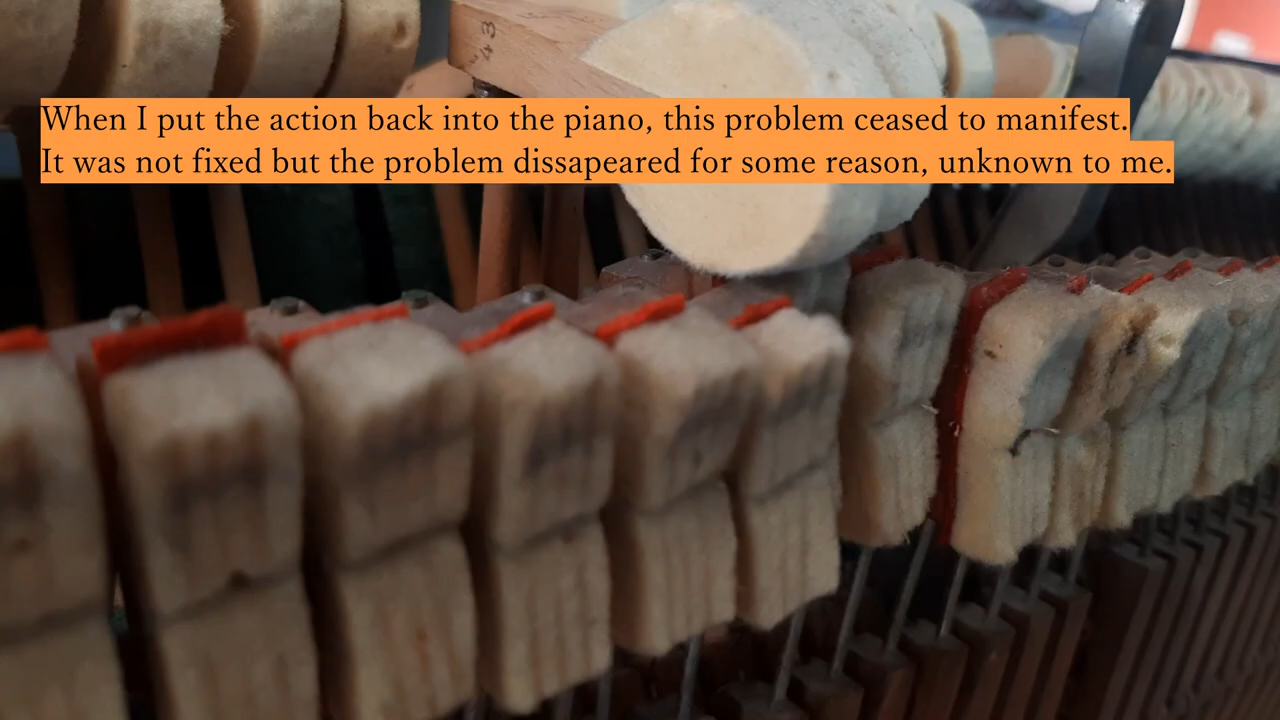 43
When I put the action back into the piano, this problem ceased to manifest.
It was not fixed but the problem dissapeared for some reason, unknown to me.